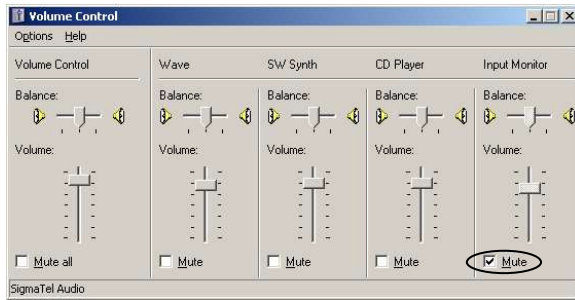 Volume Control
Options Help
Volume Control Wave SW Synth CD Player Input Monitor
Balance: Balance: Balance: Balance: Balance:
Volume: Volume: Volume: Volume: Volume:
Mute all Mute Mute Mute Mute
SigmaTel Audio